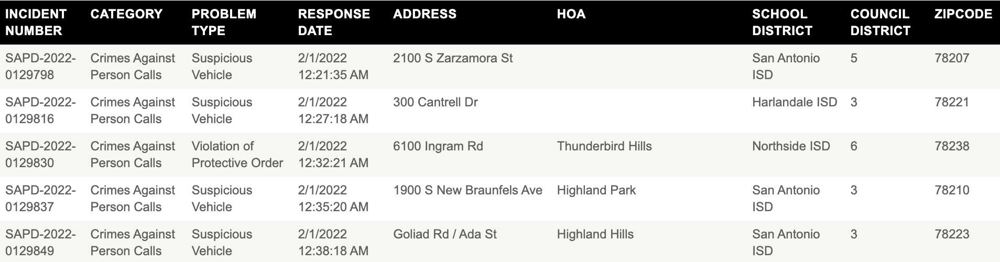 INCIDENT NUMBER CATEGORY PROBLEM TYPE RESPONSE DATE ADDRESS HOA SCHOOL DISTRICT COUNCIL DISTRICT ZIPCODE
SAPD-2022-0129798 Crimes Against Person Calls Suspicious Vehicle 2/1/2022 12:21:35 AM 2100 S Zarzamora St San Antonio ISD 5 78207
SAPD-2022-0129816 Crimes Against Person Calls Suspicious Vehicle 2/1/2022 12:27:18 AM 300 Cantrell Dr Harlandale ISD 3 78221
SAPD-2022-0129830 Crimes Against Person Calls Violation of Protective Order 2/1/2022 12:32:21 AM 6100 Ingram Rd Thunderbird Hills Northside ISD 6 78238
SAPD-2022-0129837 Crimes Against Person Calls Suspicious Vehicle 2/1/2022 12:35:20 AM 1900 S New Braunfels Ave Highland Park San Antonio ISD 3 78210
SAPD-2022-0129849 Crimes Against Person Calls Suspicious Vehicle 2/1/2022 12:38:18 AM Goliad Rd / Ada St Highland Hills San Antonio ISD 3 78223